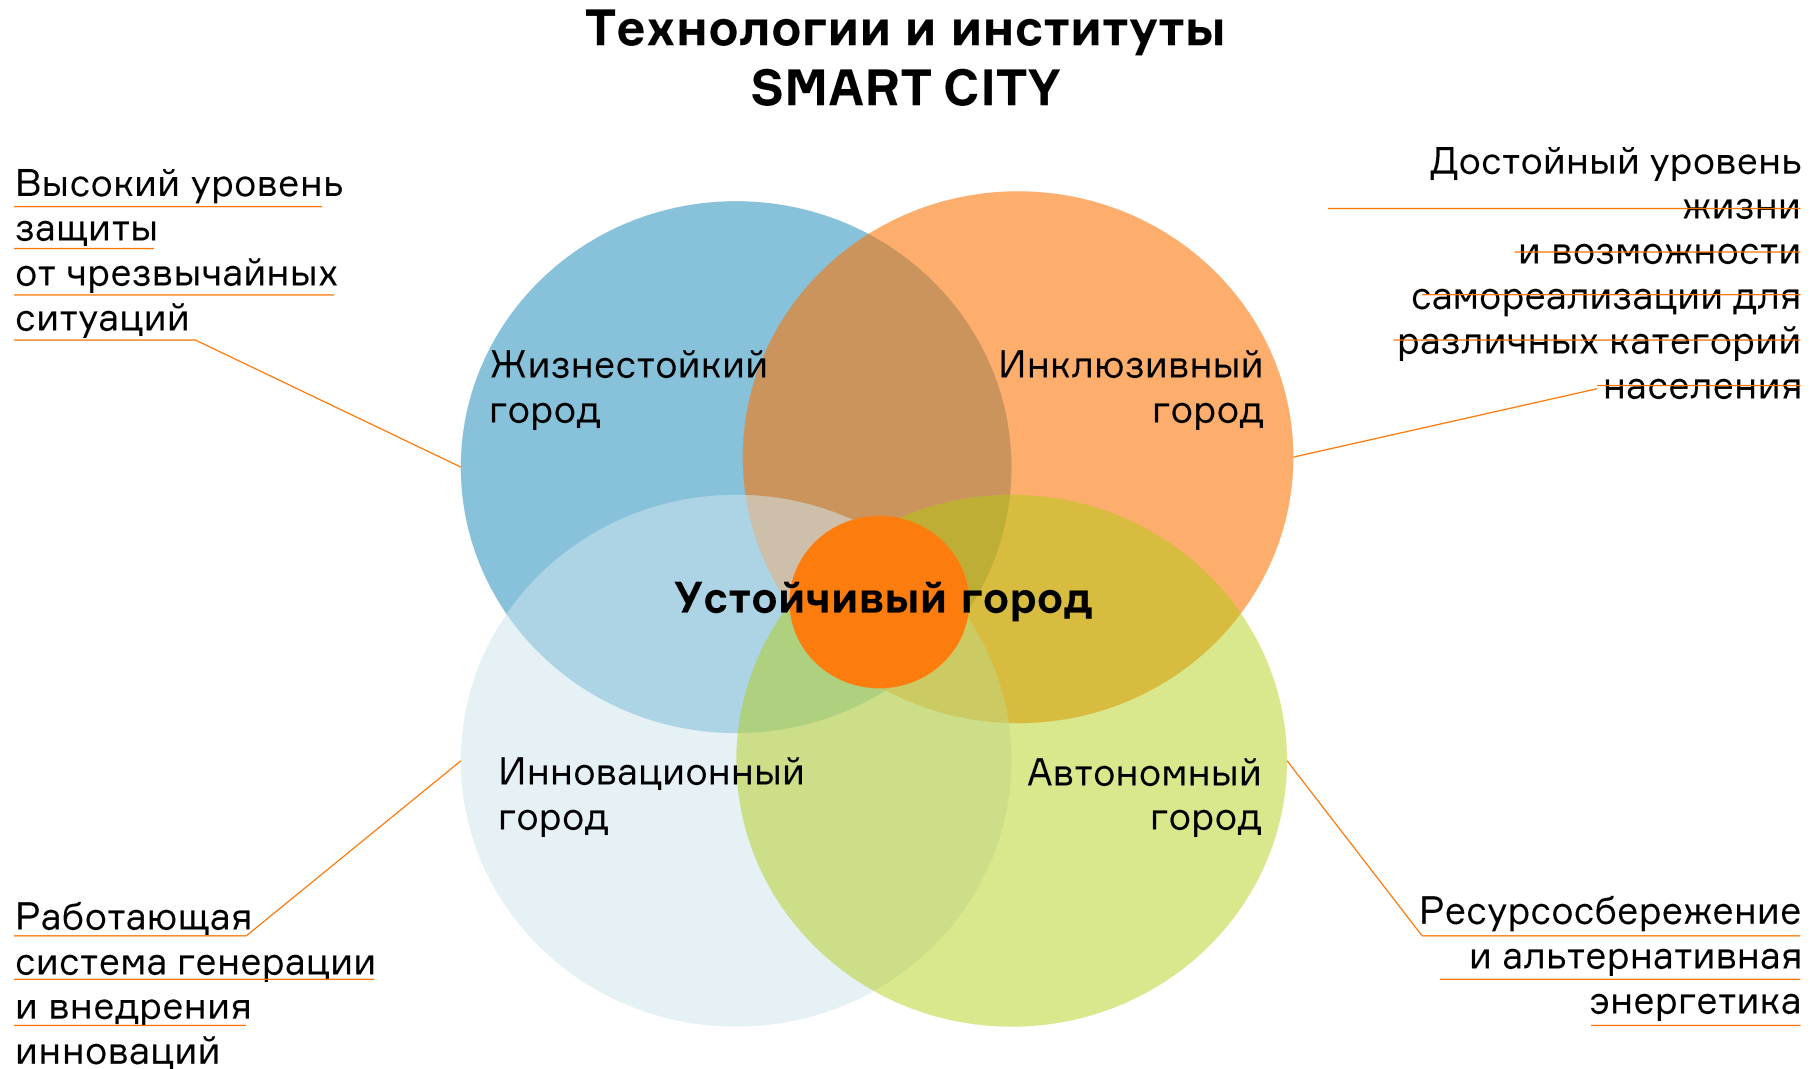 Технологии и институты
SMART CITY
Высокий уровень
защиты
от чрезвычайных
ситуаций
Достойный уровень
жизни
и возможности
самореализации для
различных категорий
населения
Жизнестойкий
город
Инклюзивный
город
Устойчивый город
Инновационный
город
Автономный
город
Работающая
система генерации
и внедрения
инноваций
Ресурсосбережение
и альтернативная
энергетика